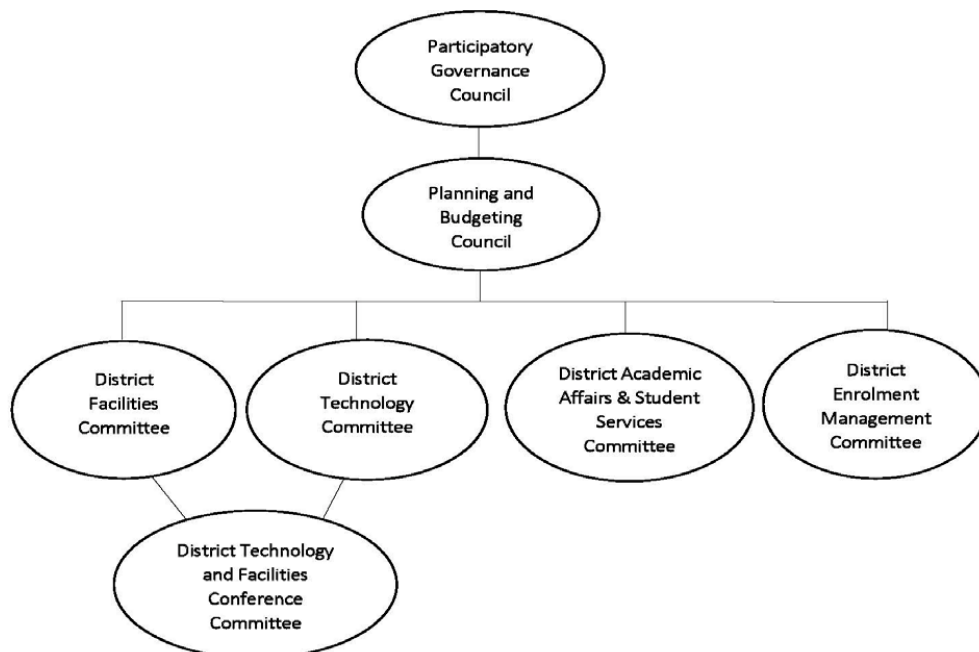 Participatory
Governance
Council
Planning and
Budgeting
Council
District
Facilities
Committee
District
Technology
Committee
District Academic
Affairs & Student
Services
Committee
District
Enrolment
Management
Committee
District Technology
and Facilities
Conference
Committee